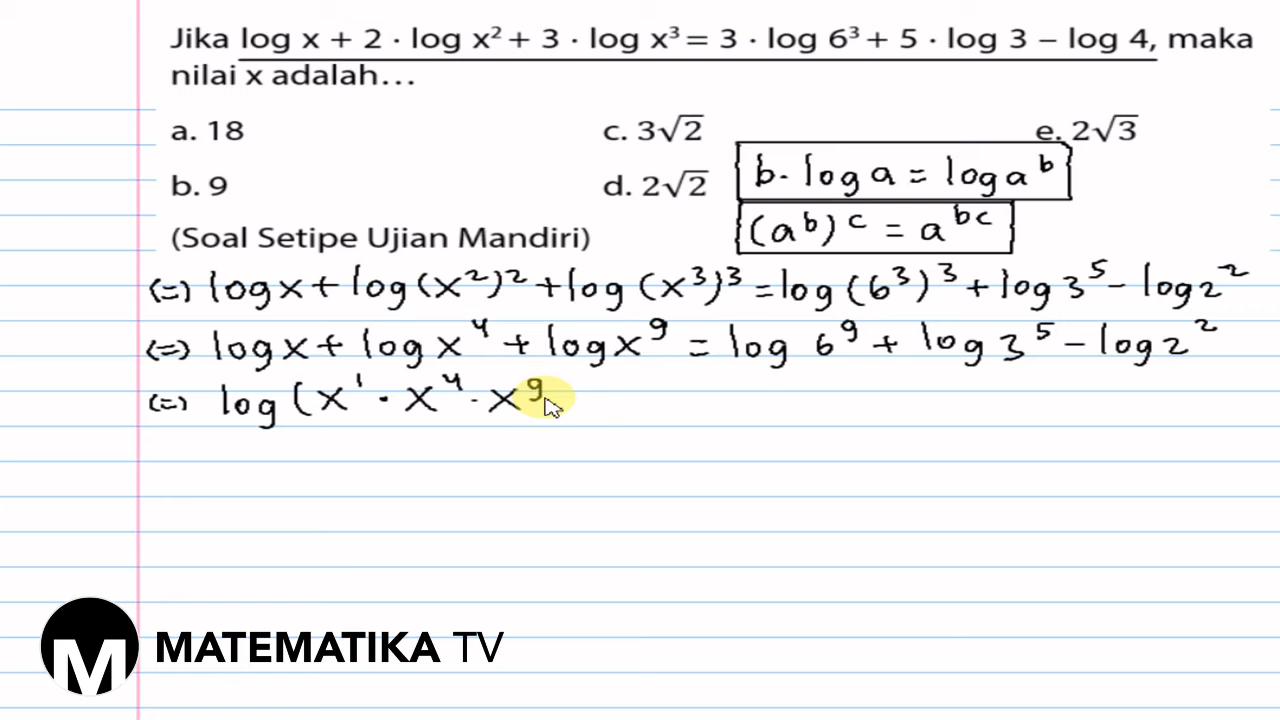 Jika log x + 2 · log x² + 3 · log x³ = 3 · log 6³ + 5 · log 3 – log 4, maka
nilai x adalah...
a. 18
c. 3√2
e. 2√3
b. 9
d. 2√2
b. log a = log a^b
(a^b)^c = a^bc
(Soal Setipe Ujian Mandiri)
(=) log x + log (x²)² + log (x³)³ = log (6³)³ + log 3⁵ - log 2²
(=) log x + log x⁴ + log x⁹ = log 6⁹ + log 3⁵ - log 2²
(=) log (x¹ · x⁴ · x⁹
M MATEMATIKA TV